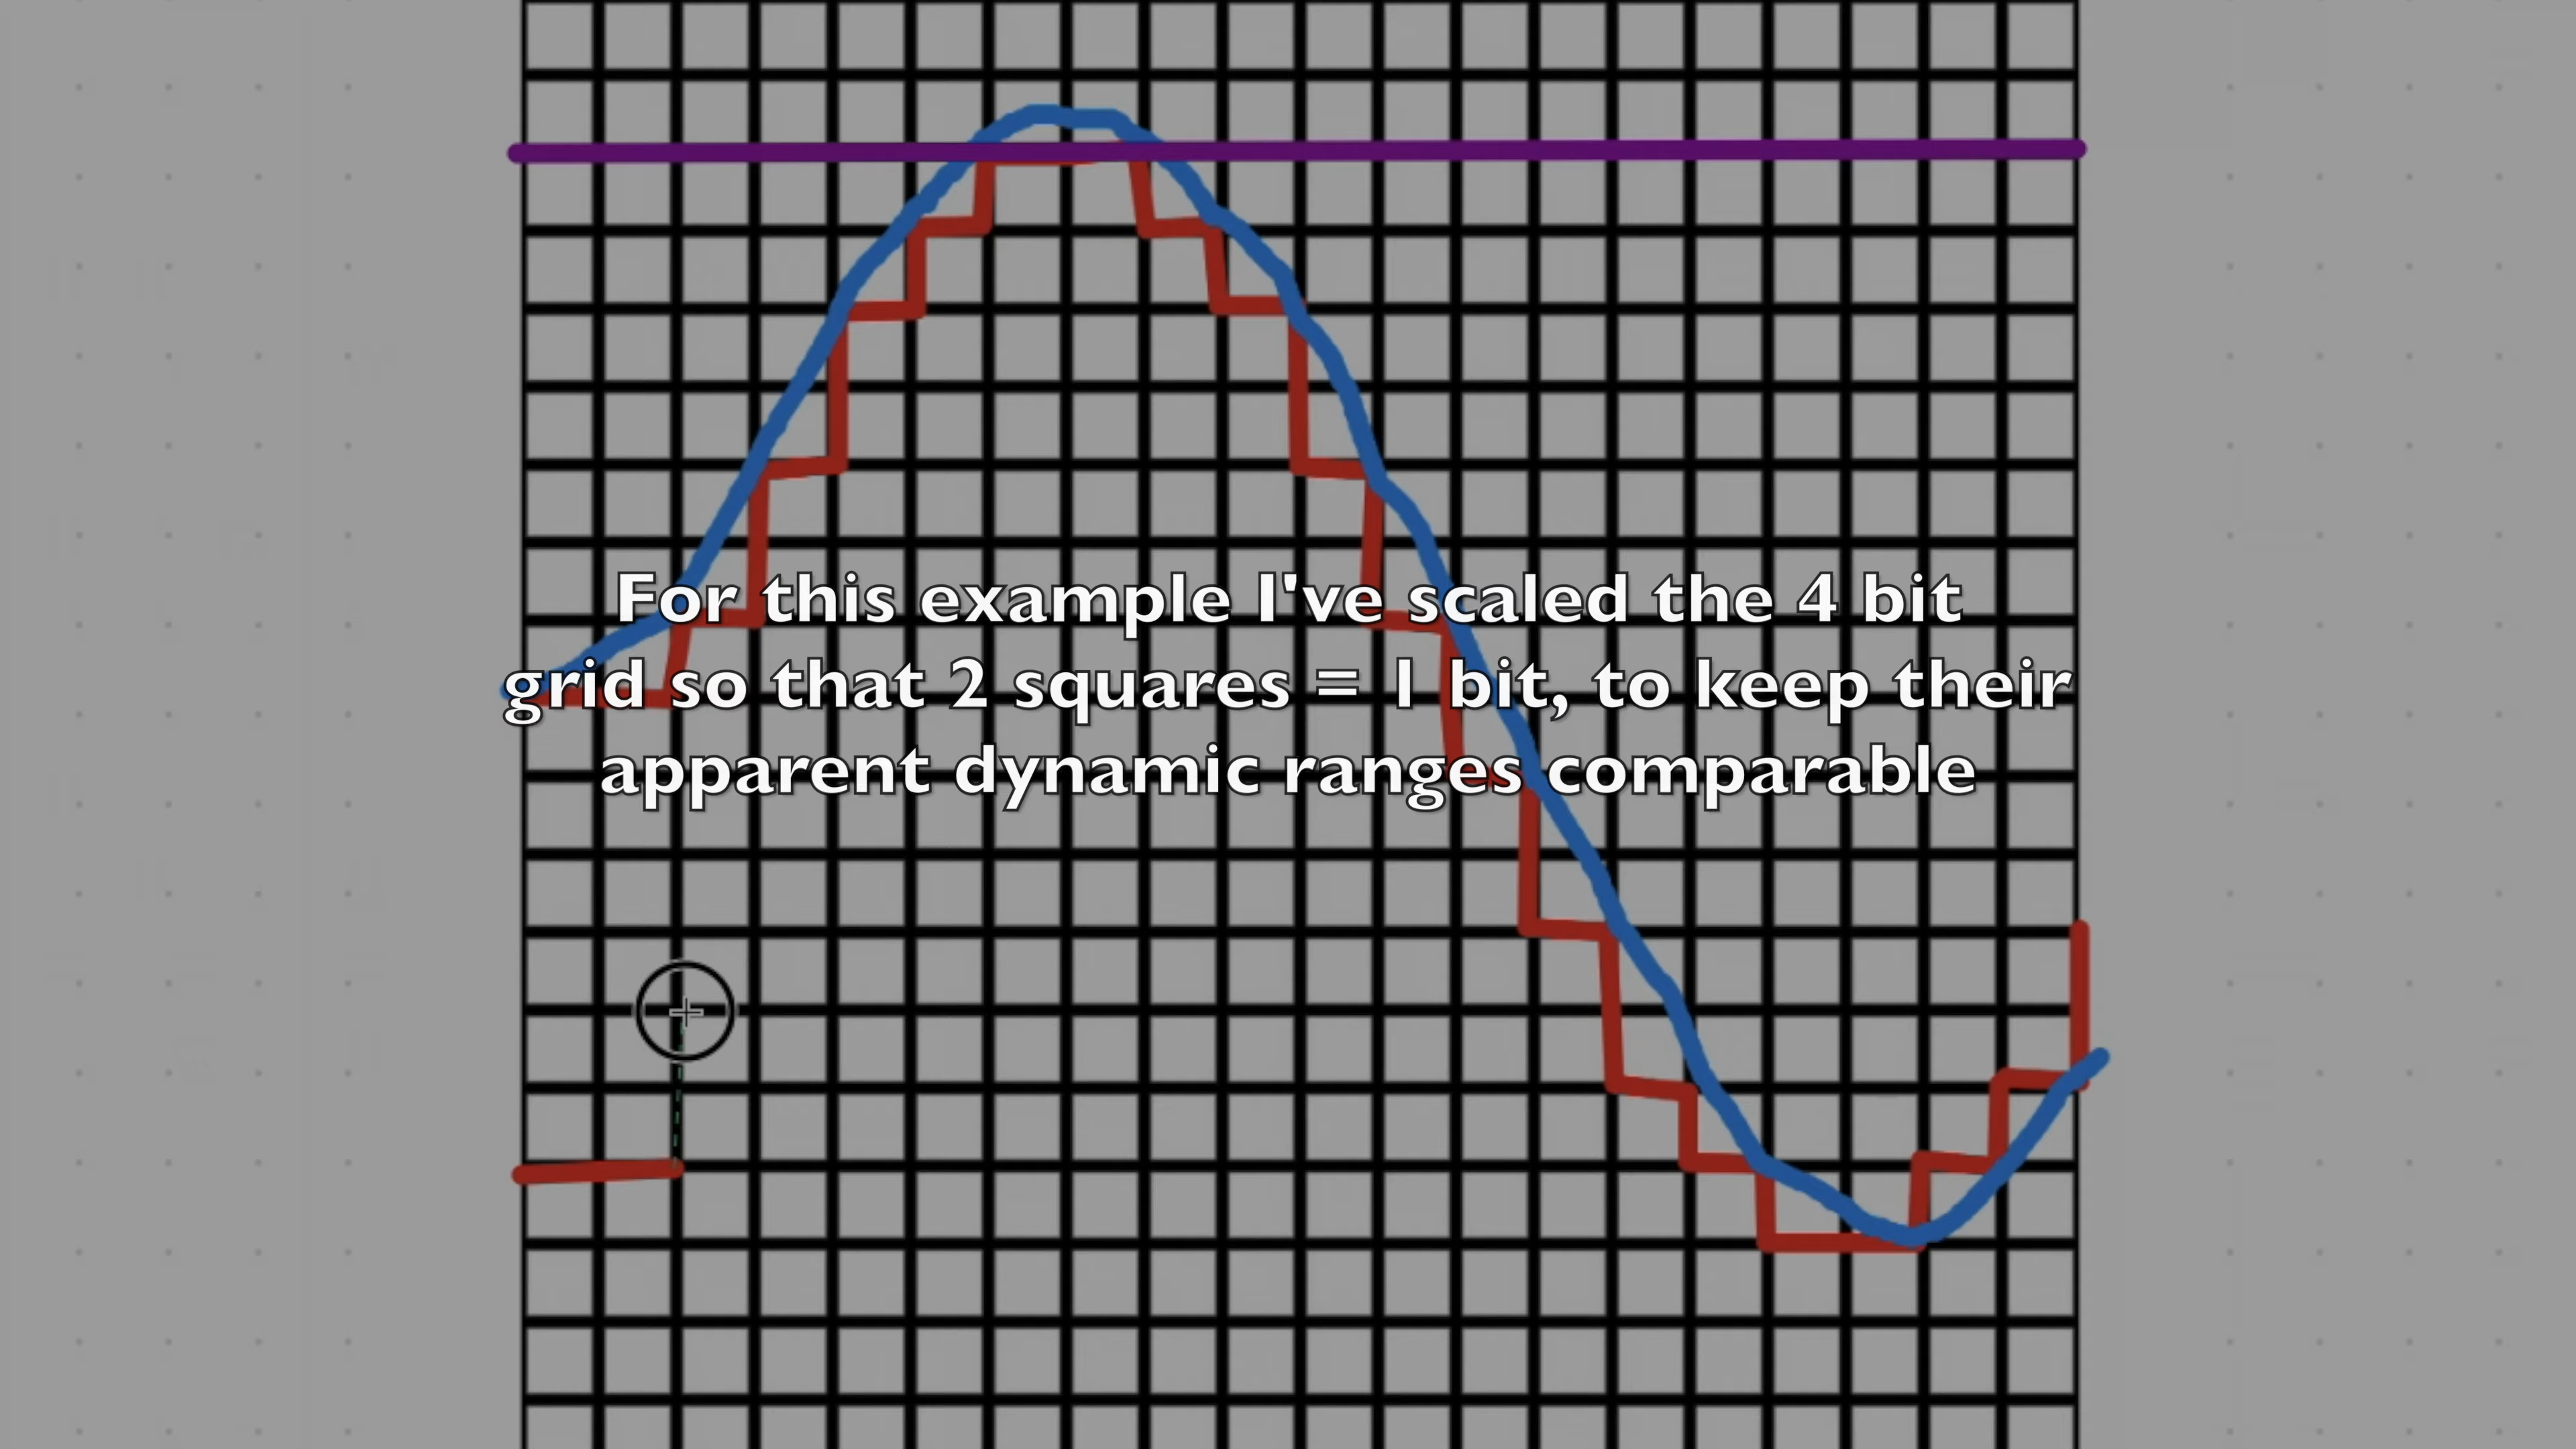 For this example I've scaled the 4 bit
grid so that 2 squares = 1 bit, to keep their
apparent dynamic ranges comparable